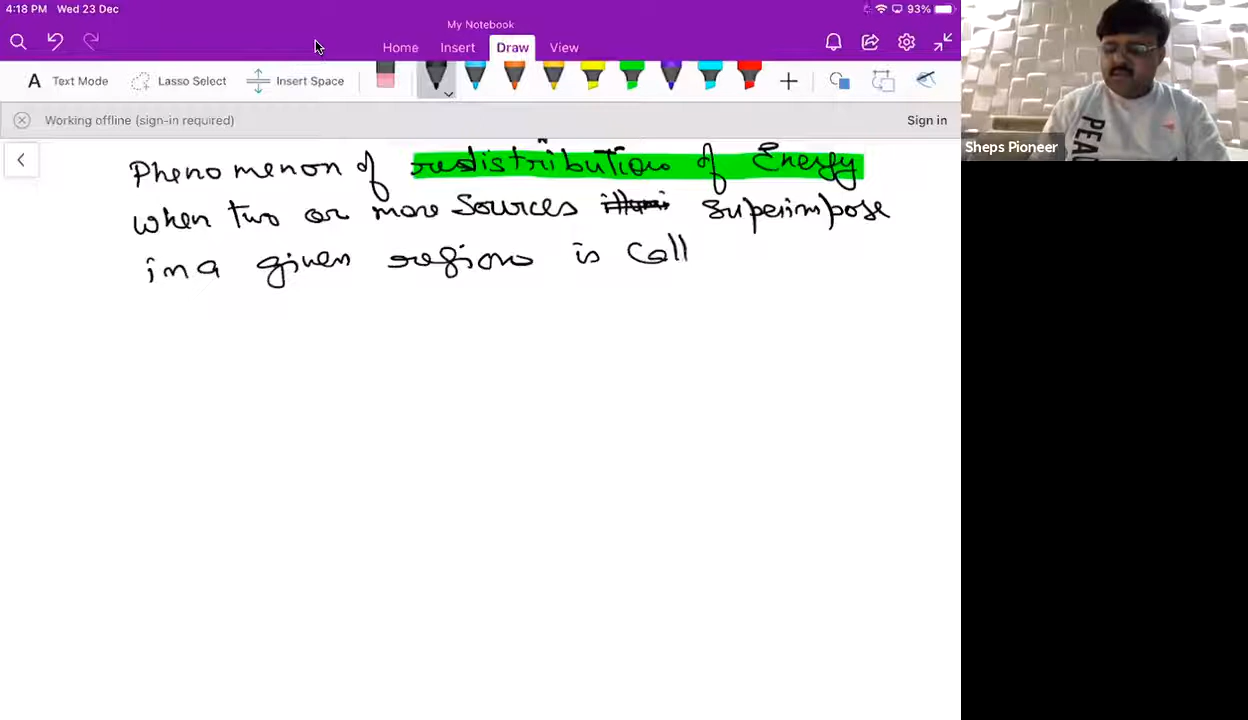 4:18 PM Wed 23 Dec
93%
My Notebook
Home Insert Draw View
A Text Mode Lasso Select Insert Space
Working offline (sign-in required) Sign in
Phenomenon of redistribution of Energy
when two or more Sources superimpose
in a given region is Call
PEA
Sheps Pioneer